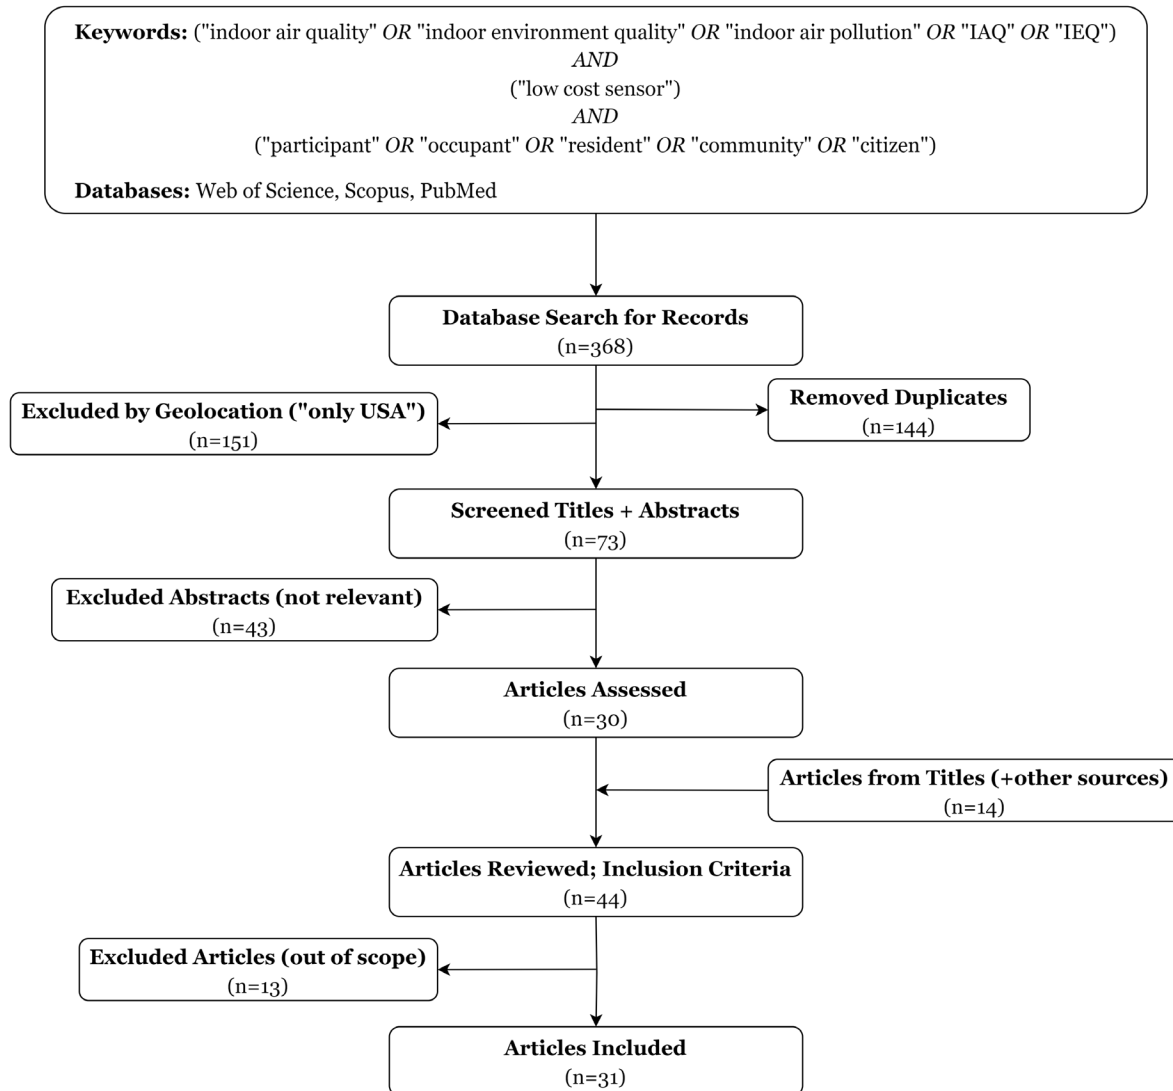 Keywords: ("indoor air quality" OR "indoor environment quality" OR "indoor air pollution" OR "IAQ" OR "IEQ")
AND
("low cost sensor")
AND
("participant" OR "occupant" OR "resident" OR "community" OR "citizen")
Databases: Web of Science, Scopus, PubMed
Database Search for Records
(n=368)
Excluded by Geolocation ("only USA")
(n=151)
Removed Duplicates
(n=144)
Screened Titles + Abstracts
(n=73)
Excluded Abstracts (not relevant)
(n=43)
Articles Assessed
(n=30)
Articles from Titles (+other sources)
(n=14)
Articles Reviewed; Inclusion Criteria
(n=44)
Excluded Articles (out of scope)
(n=13)
Articles Included
(n=31)